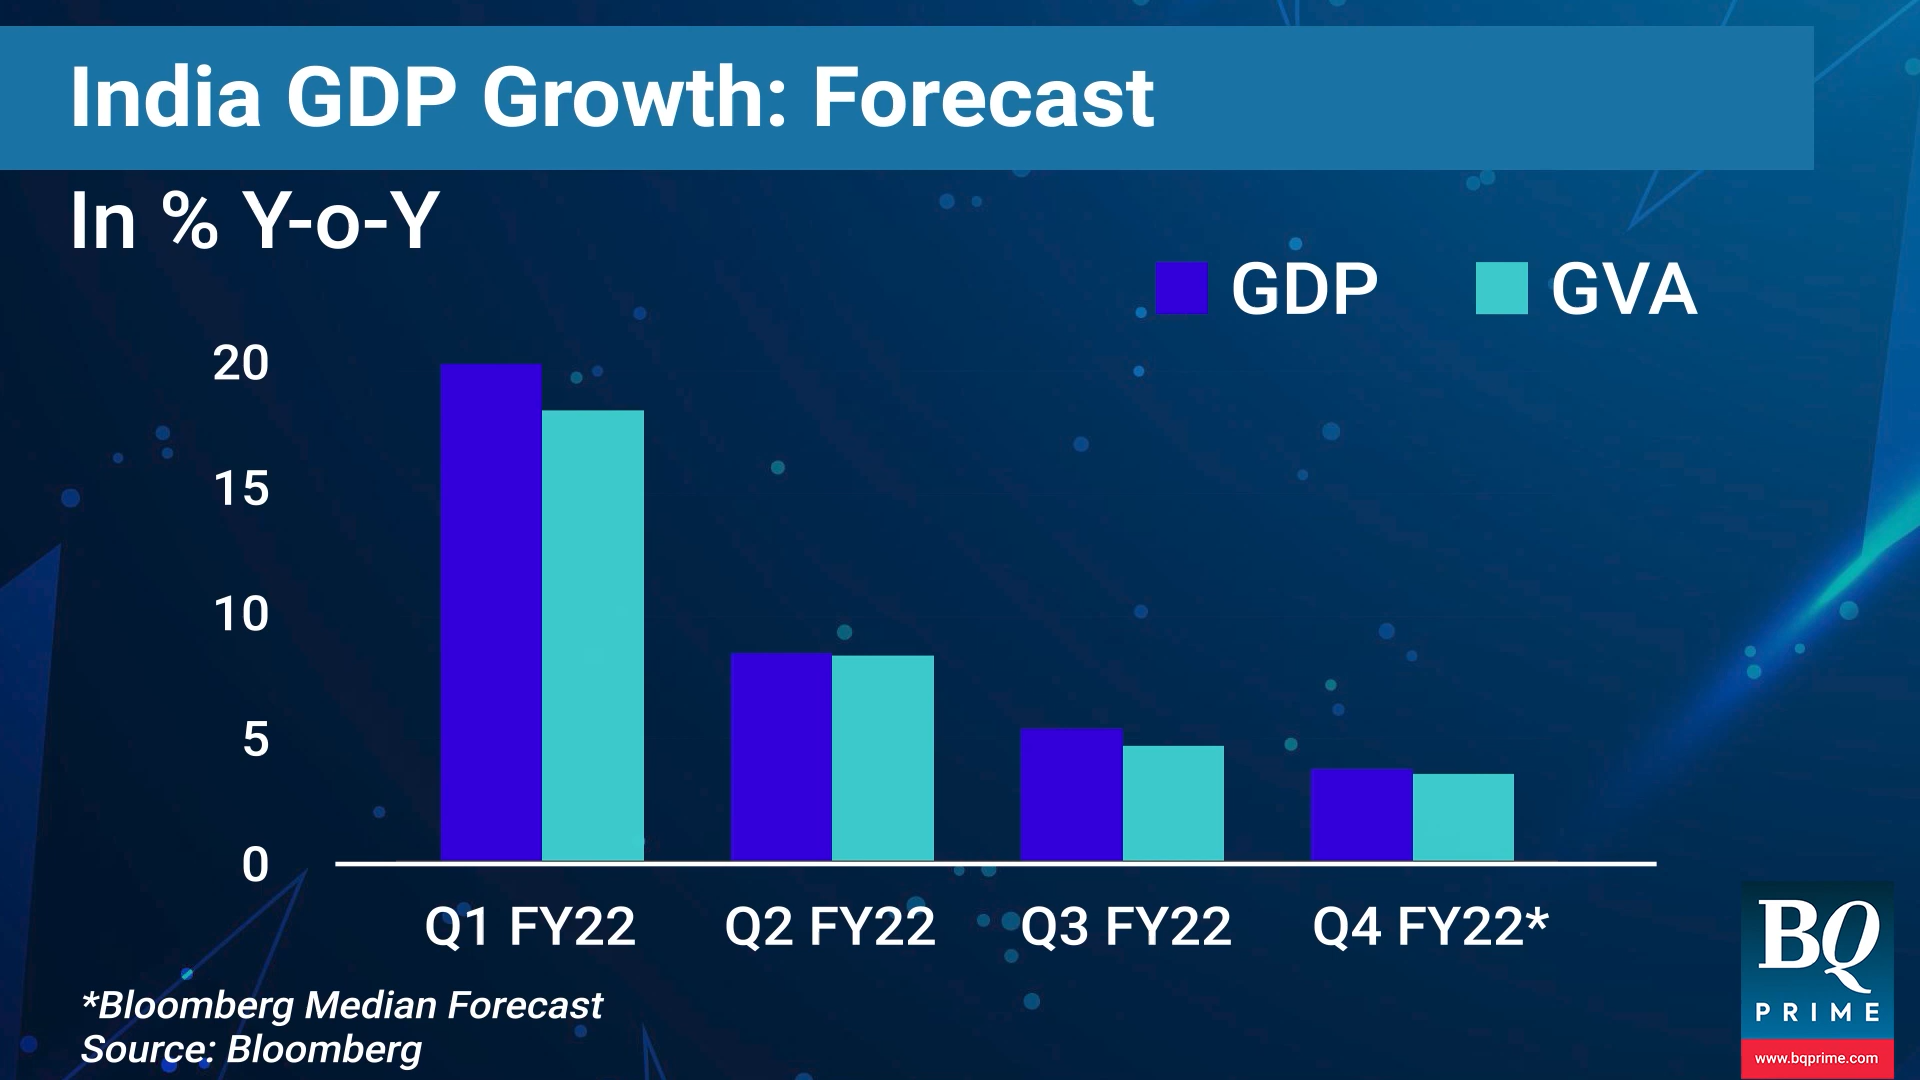 India GDP Growth: Forecast
In % Y-o-Y
GDP GVA
20
15
10
5
0
Q1 FY22 Q2 FY22 Q3 FY22 Q4 FY22*
*Bloomberg Median Forecast
Source: Bloomberg
BQ
PRIME
www.bqprime.com